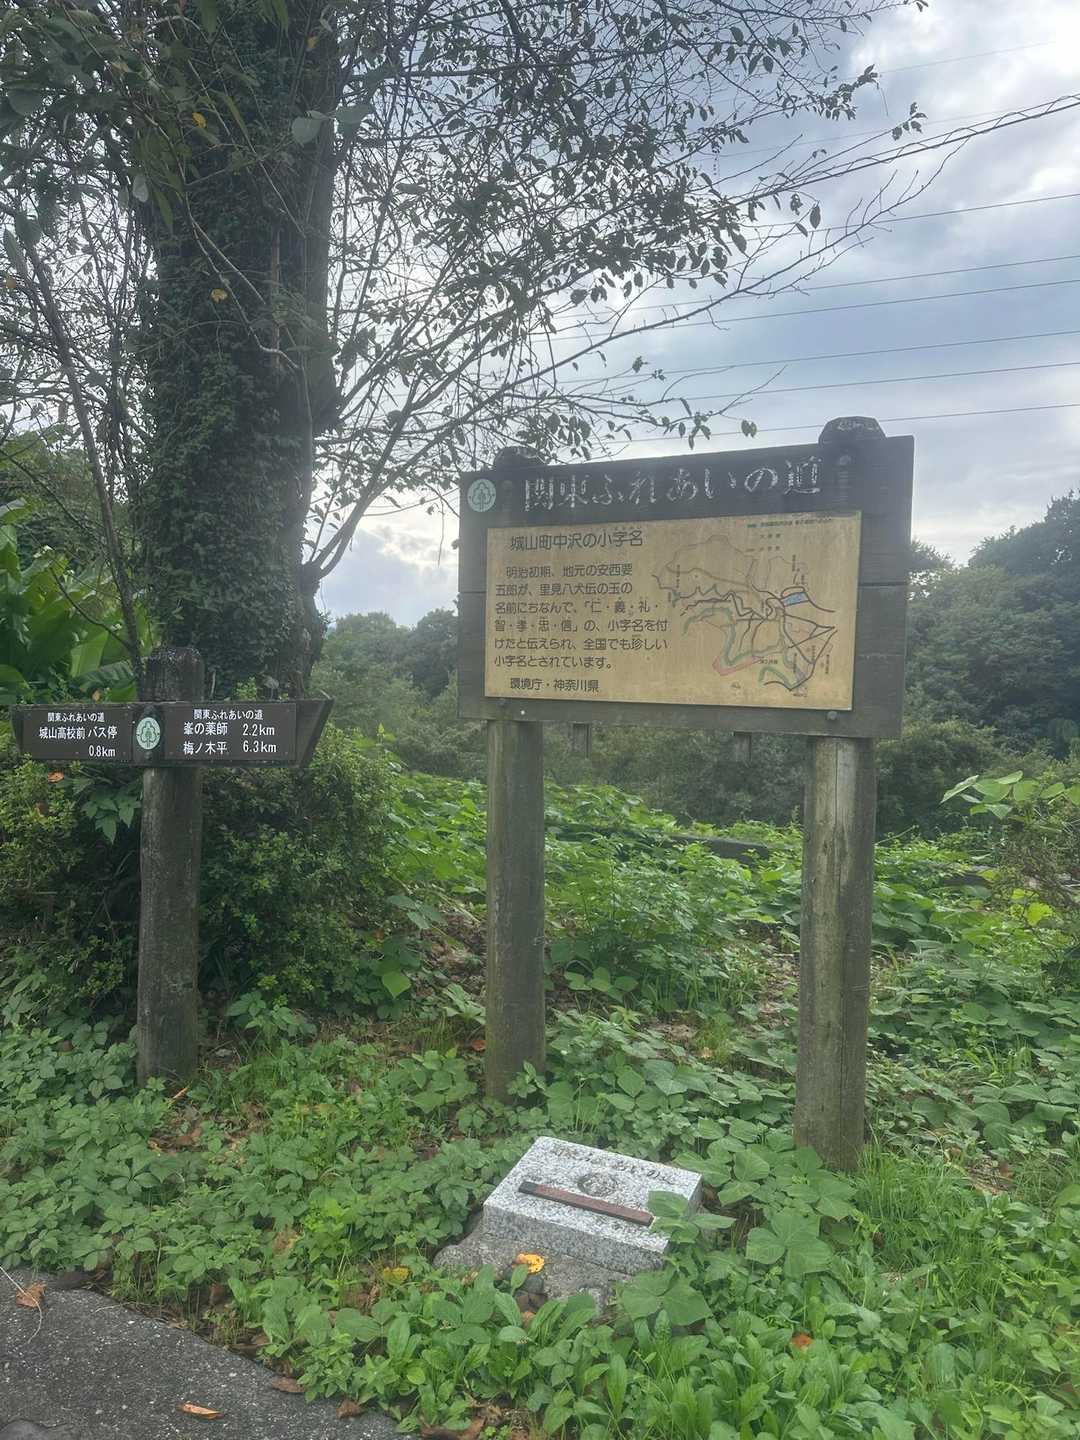 関東ふれあいの道
城山町中沢の小字名
明治初期、地元の安西要
五郎が、里見八犬伝の玉の
名前にちなんで、「仁・義・礼・
智・孝・忠・信」の、小字名を付
けたと伝えられ、全国でも珍しい
小字名とされています。
環境庁・神奈川県
関東ふれあいの道
城山高校前 バス停
0.8km
関東ふれあいの道
峯の薬師 2.2km
梅ノ木平 6.3km